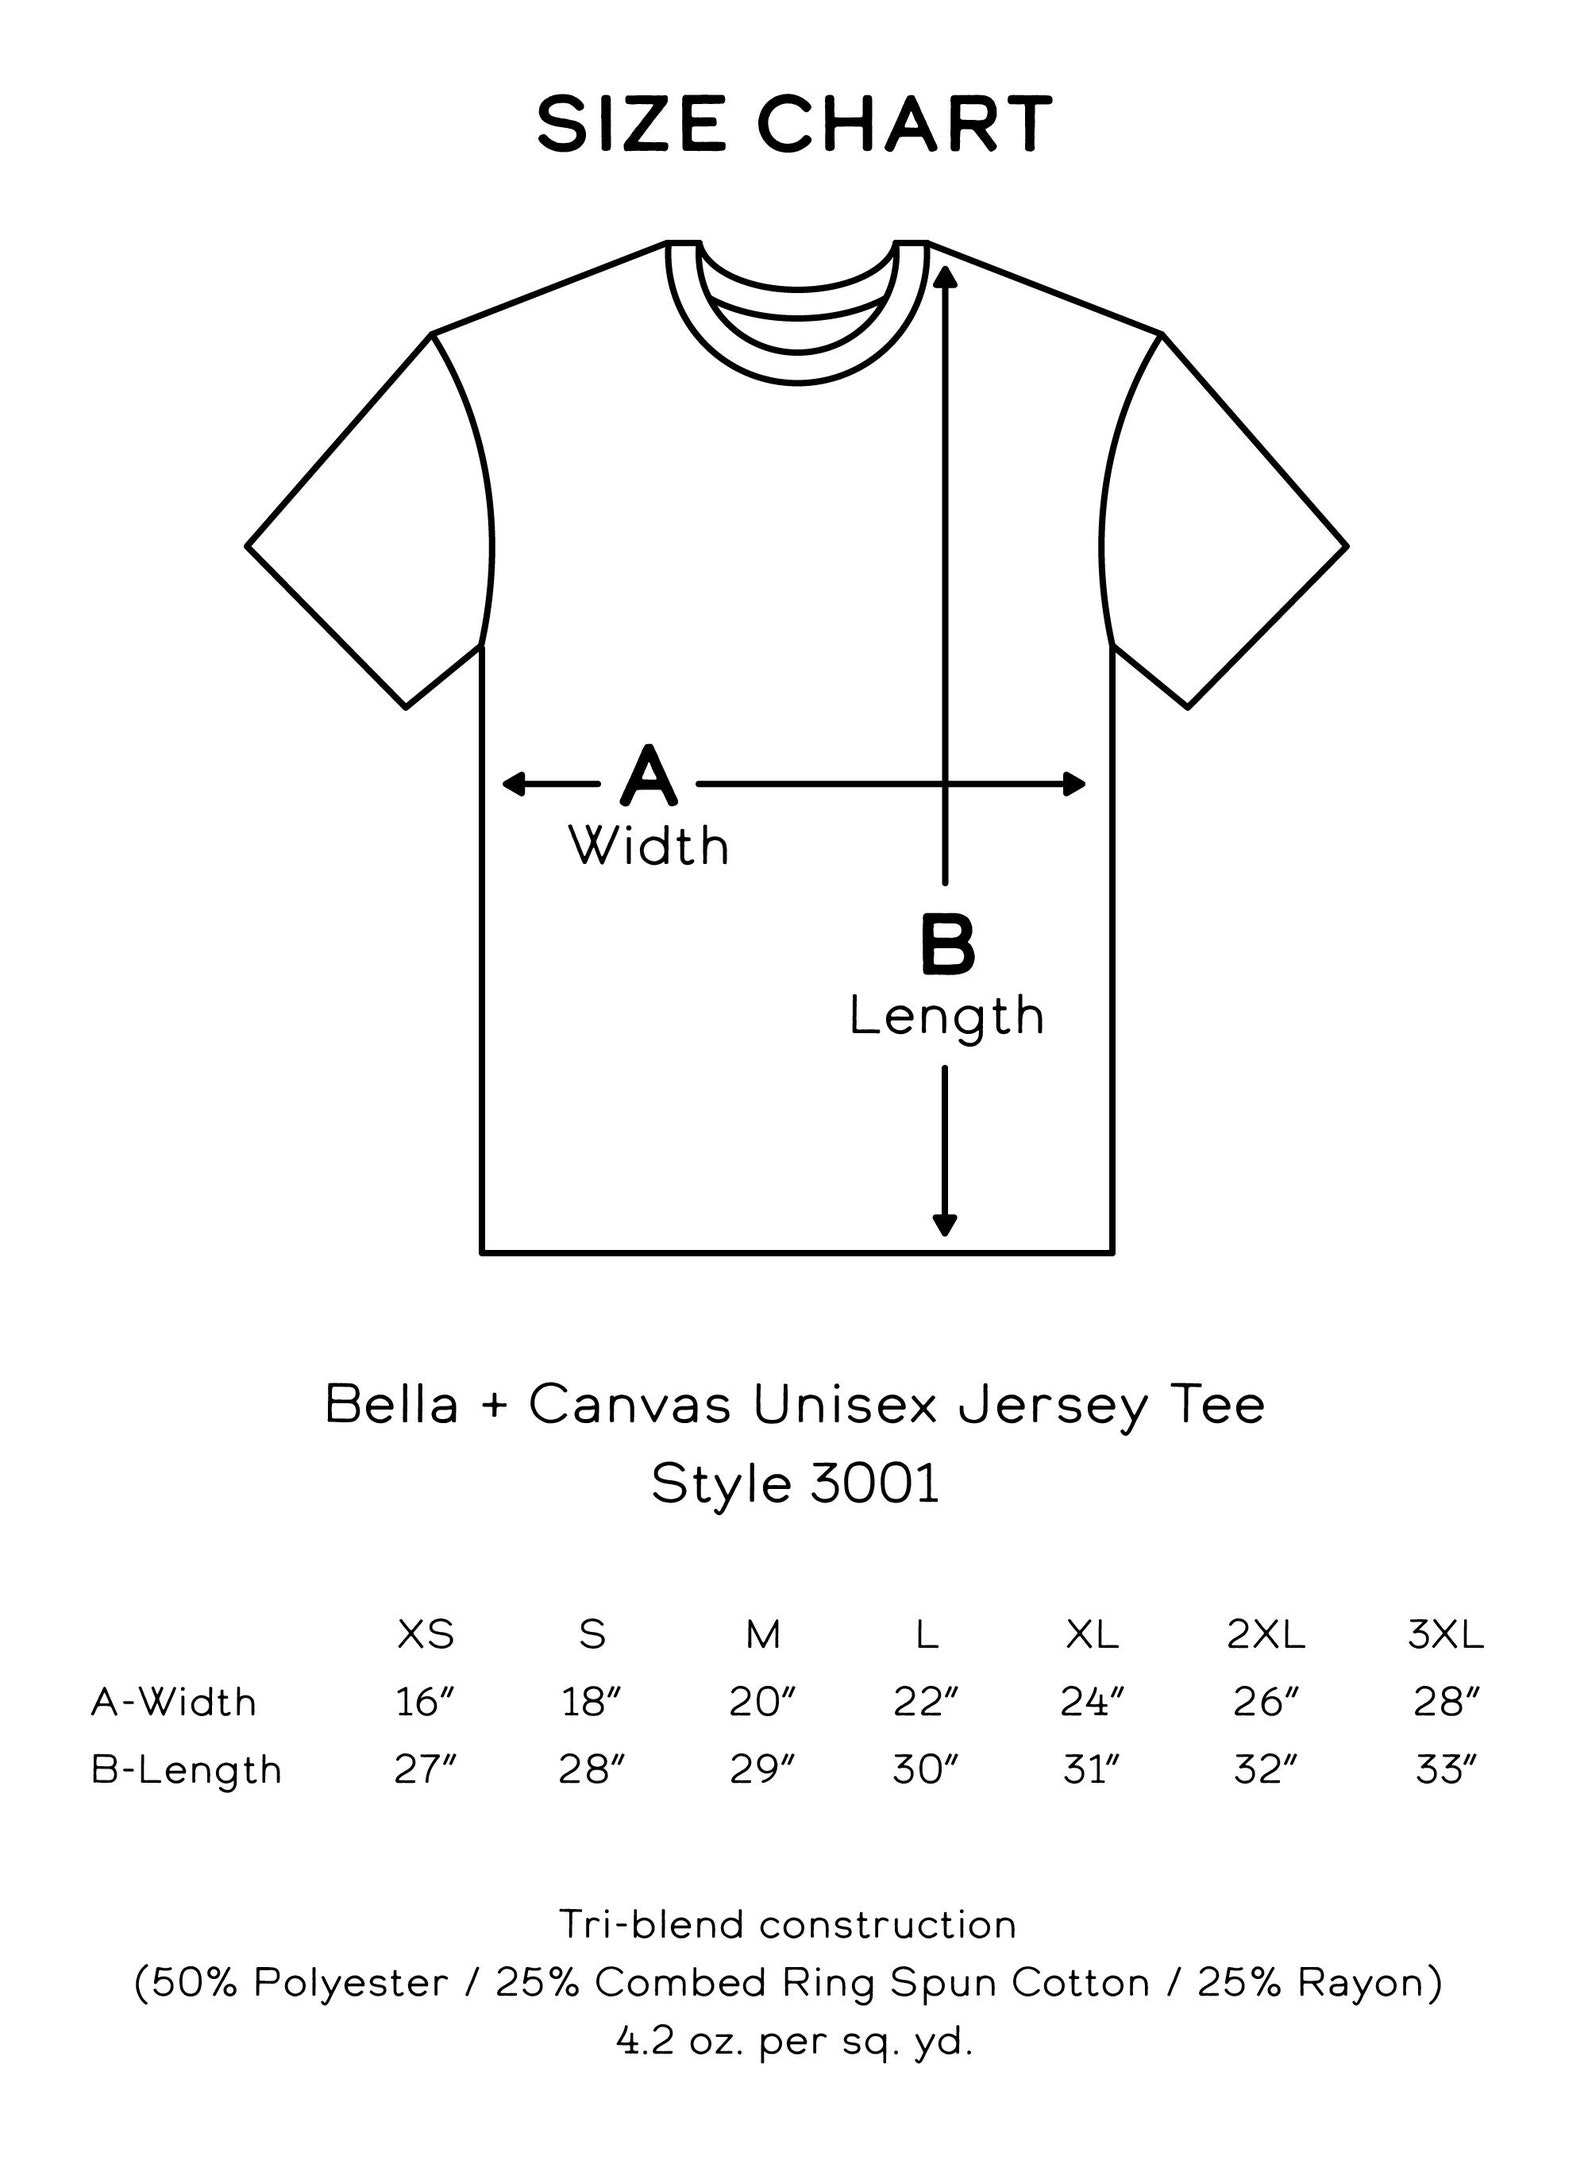 SIZE CHART
A
Width
B
Length
Bella + Canvas Unisex Jersey Tee
Style 3001
XS S M L XL 2XL 3XL
A-Width 16″ 18″ 20″ 22″ 24″ 26″ 28″
B-Length 27″ 28″ 29″ 30″ 31″ 32″ 33″
Tri-blend construction
(50% Polyester / 25% Combed Ring Spun Cotton / 25% Rayon)
4.2 oz. per sq. yd.